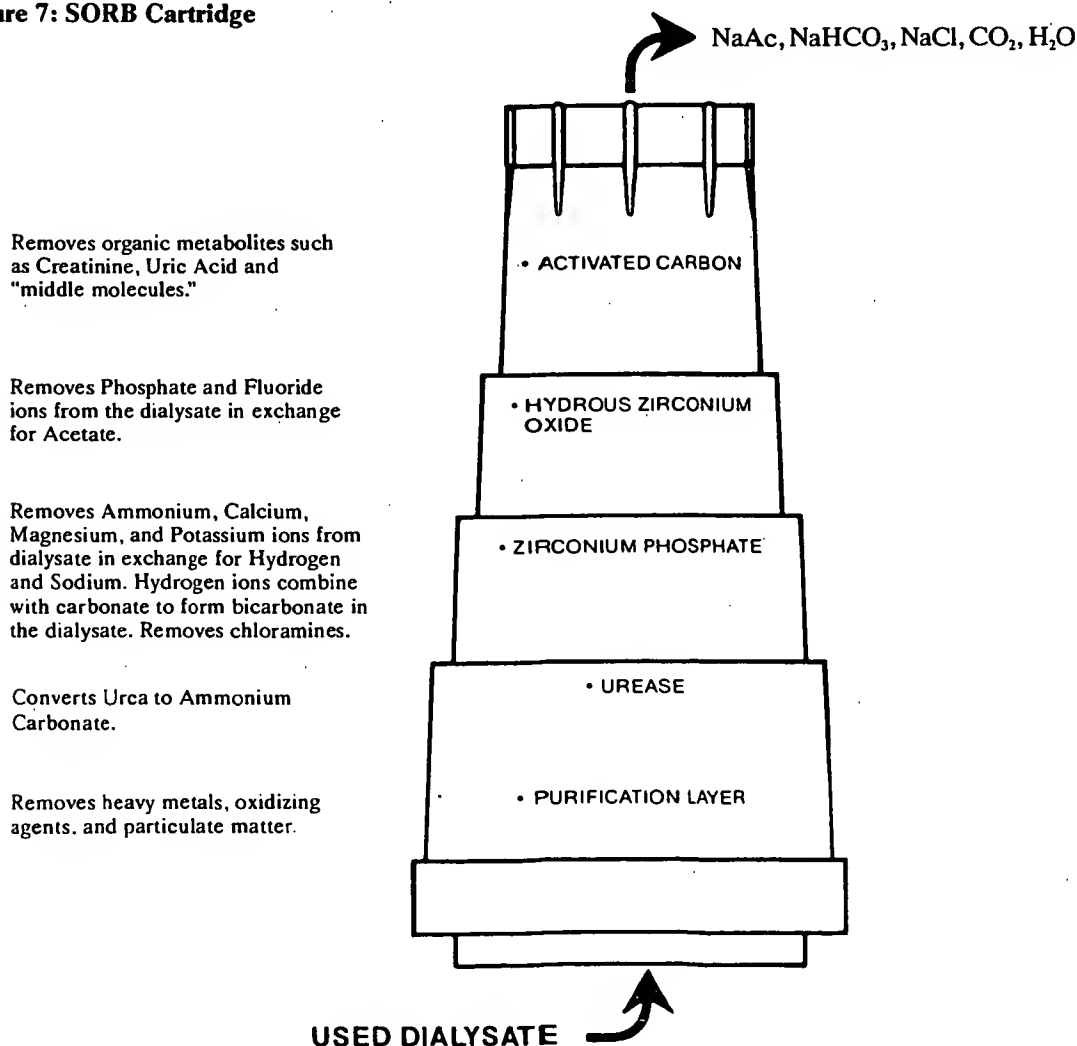 ure 7: SORB Cartridge
NaAc, NaHCO₃, NaCl, CO₂, H₂O
Removes organic metabolites such
as Creatinine, Uric Acid and
"middle molecules."
• ACTIVATED CARBON
Removes Phosphate and Fluoride
ions from the dialysate in exchange
for Acetate.
• HYDROUS ZIRCONIUM
OXIDE
Removes Ammonium, Calcium,
Magnesium, and Potassium ions from
dialysate in exchange for Hydrogen
and Sodium. Hydrogen ions combine
with carbonate to form bicarbonate in
the dialysate. Removes chloramines.
• ZIRCONIUM PHOSPHATE
Converts Urea to Ammonium
Carbonate.
• UREASE
Removes heavy metals, oxidizing
agents, and particulate matter.
• PURIFICATION LAYER
USED DIALYSATE